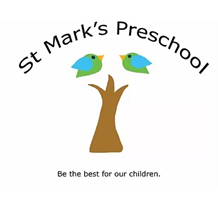 St Mark's Preschool
Be the best for our children.